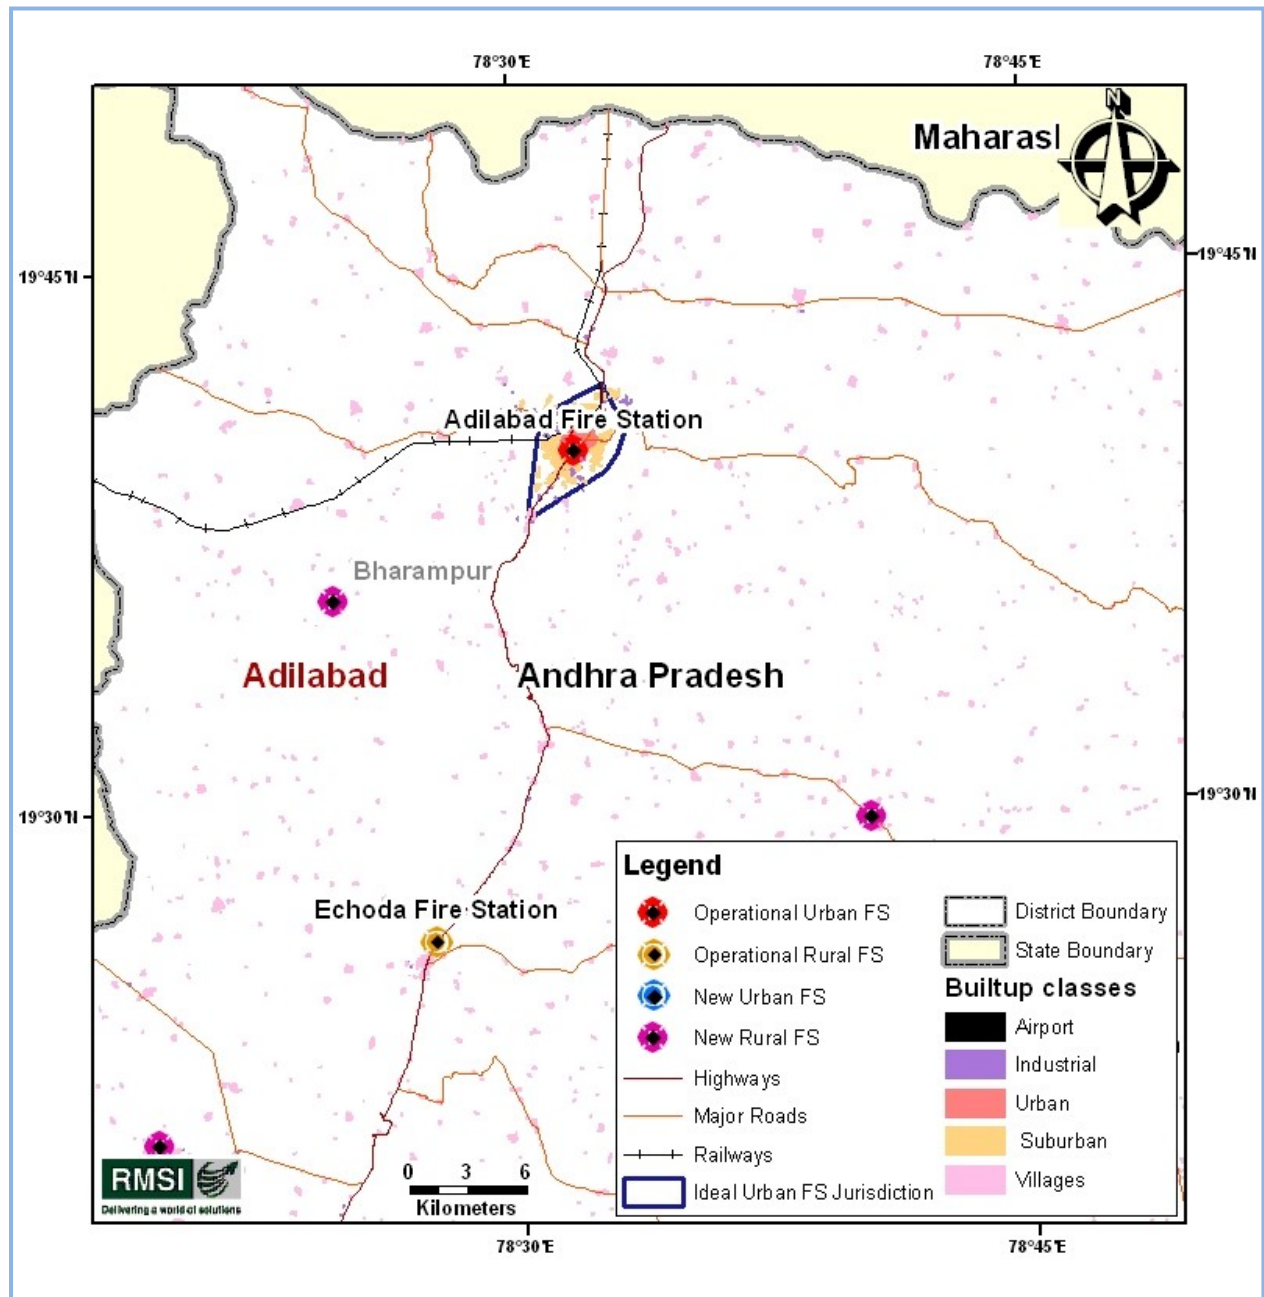 78°30'E
78°45'E
N
Maharasl
19°45'N
19°45'N
Adilabad Fire Station
Bharampur
Adilabad
Andhra Pradesh
19°30'N
19°30'N
Echoda Fire Station
Legend
Operational Urban FS
Operational Rural FS
New Urban FS
New Rural FS
Highways
Major Roads
Railways
Ideal Urban FS Jurisdiction
District Boundary
State Boundary
Builtup classes
Airport
Industrial
Urban
Suburban
Villages
RMSI
Delivering a world of solutions
0 3 6
Kilometers
78°30'E
78°45'E